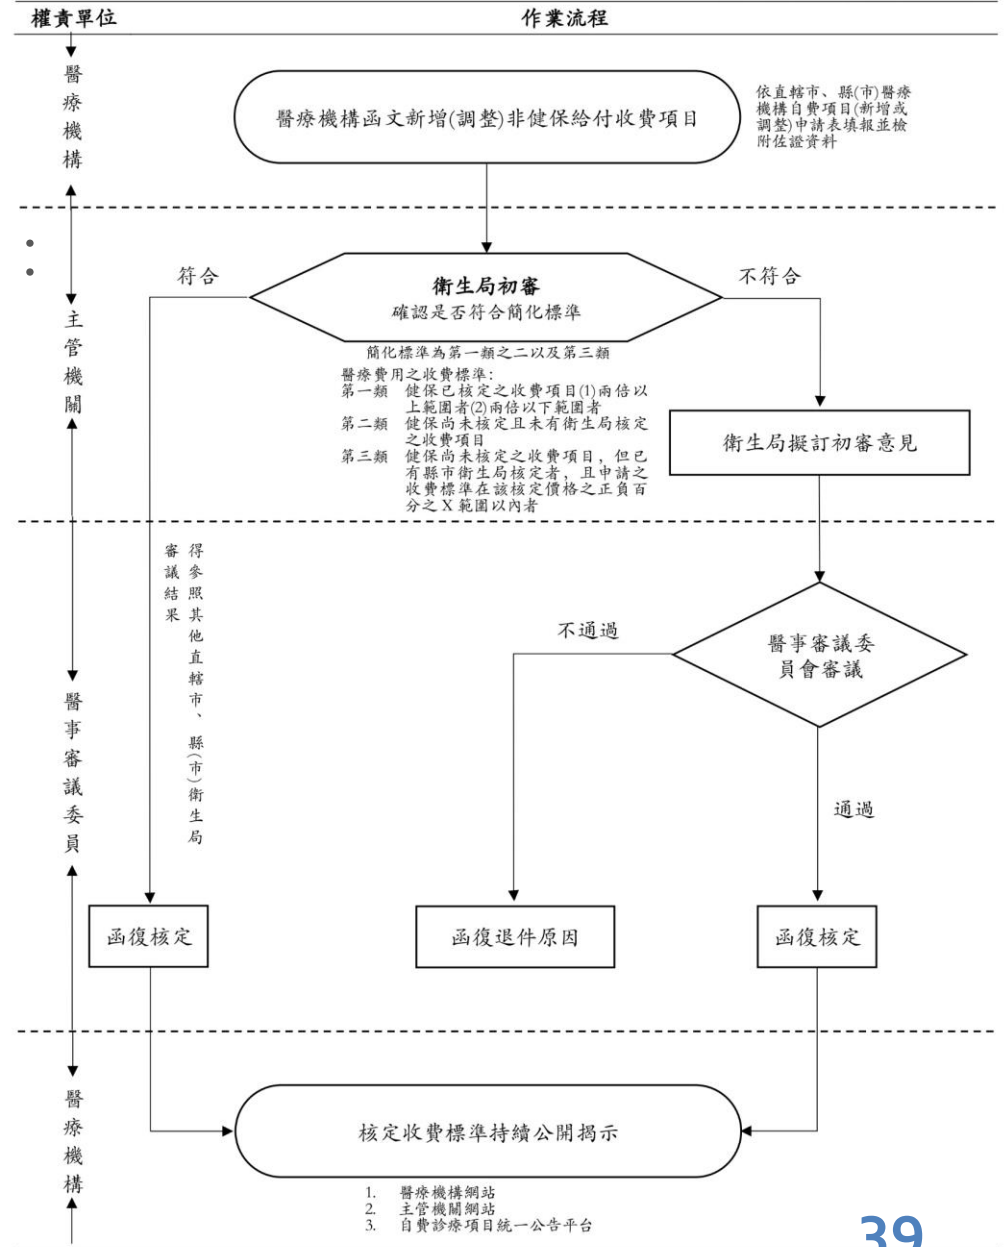 權責單位
作業流程
醫療機構
醫療機構函文新增(調整)非健保給付收費項目
依直轄市、縣(市)醫療
機構自費項目(新增或
調整)申請表填報並檢
附佐證資料
主管機關
符合
衛生局初審
確認是否符合簡化標準
不符合
簡化標準為第一類之二以及第三類
醫療費用之收費標準:
第一類 健保已核定之收費項目(1)兩倍以
上範圍者(2)兩倍以下範圍者
第二類 健保尚未核定且未有衛生局核定
之收費項目
第三類 健保尚未核定之收費項目，但已
有縣市衛生局核定者，且申請之
收費標準在該核定價格之正負百
分之X範圍以內者
衛生局擬訂初審意見
得參照其他直轄市、縣(市)衛生局
審議結果
醫事審議委員
不通過
醫事審議委
員會審議
通過
函復核定
函復退件原因
函復核定
醫療機構
核定收費標準持續公開揭示
1. 醫療機構網站
2. 主管機關網站
3. 自費診療項目統一公告平台
39